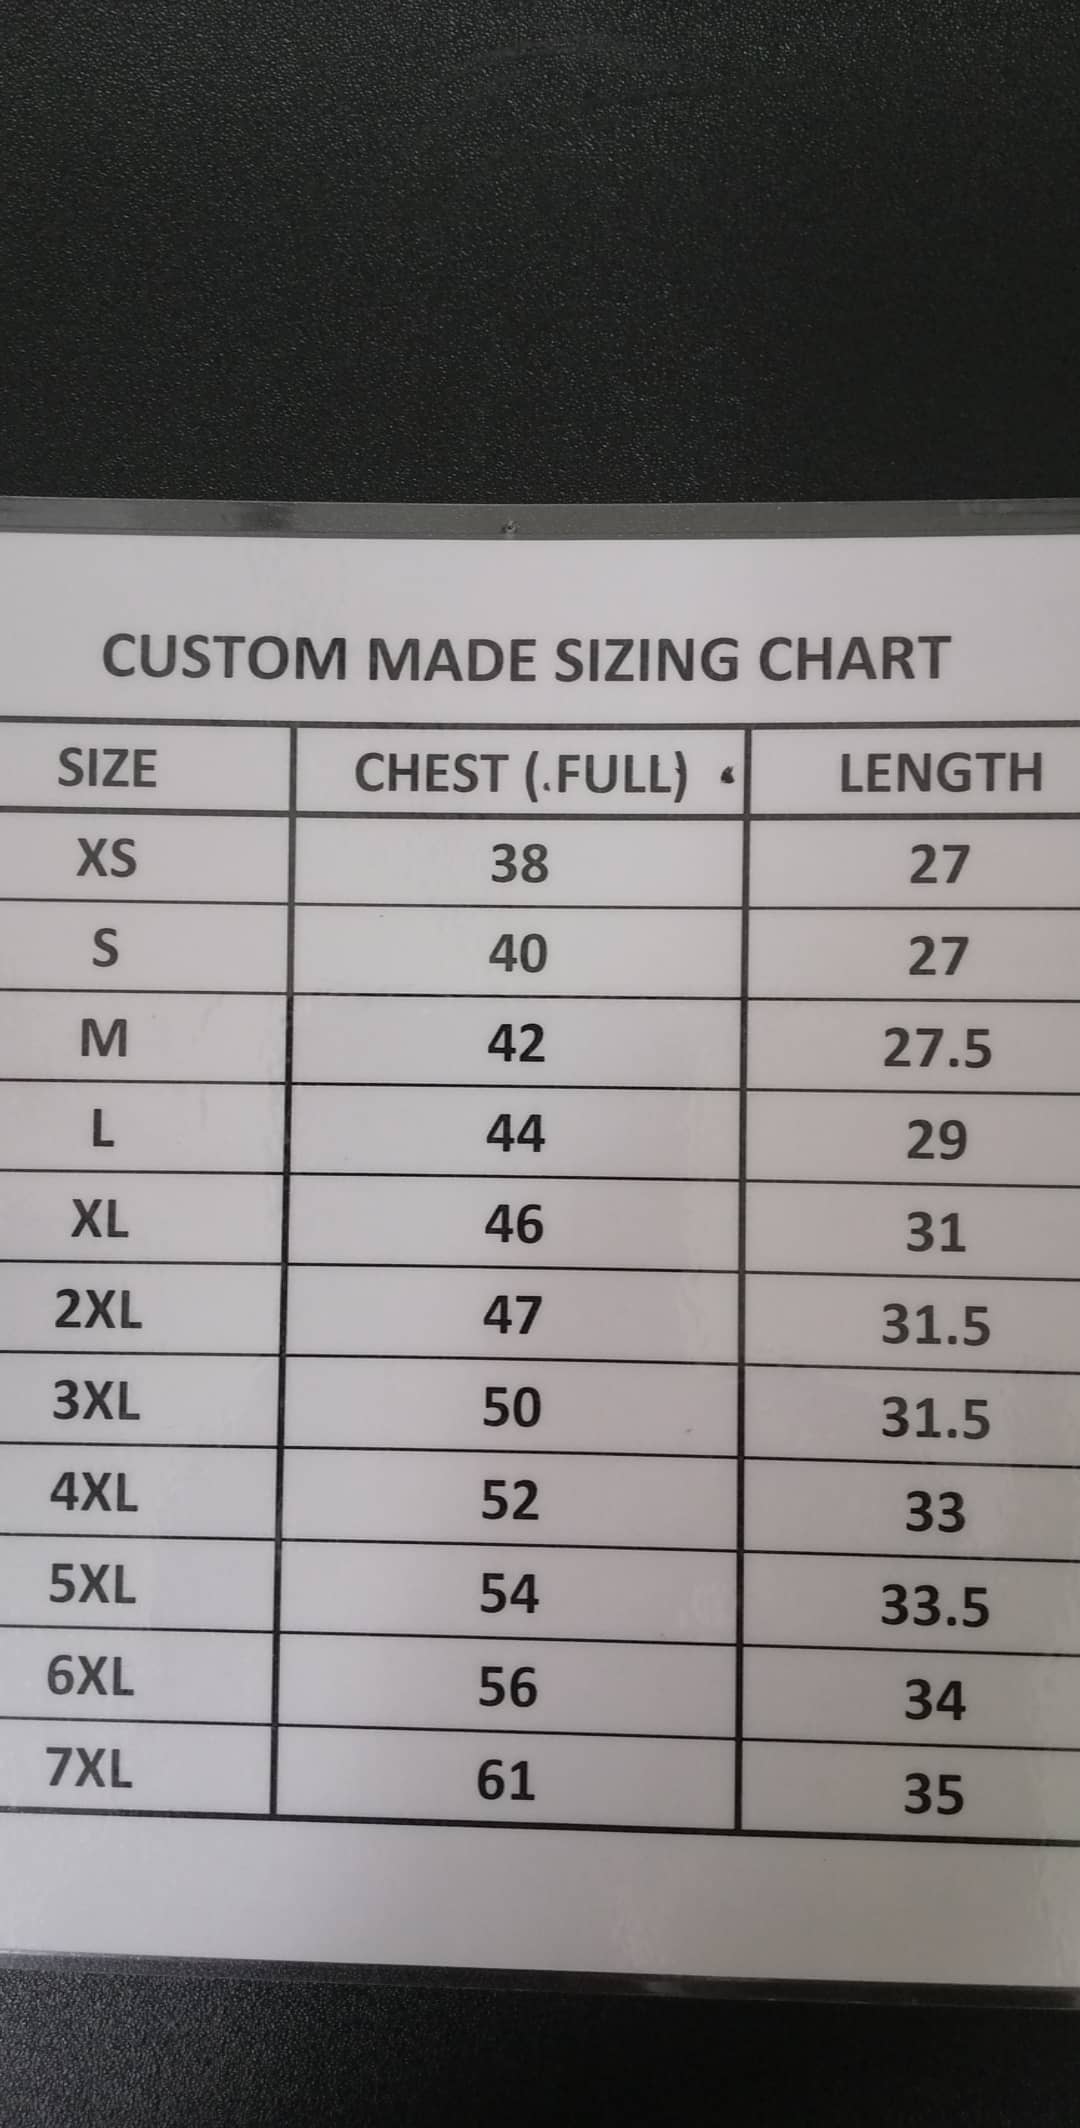 CUSTOM MADE SIZING CHART
SIZE CHEST (.FULL) LENGTH
XS 38 27
S 40 27
M 42 27.5
L 44 29
XL 46 31
2XL 47 31.5
3XL 50 31.5
4XL 52 33
5XL 54 33.5
6XL 56 34
7XL 61 35